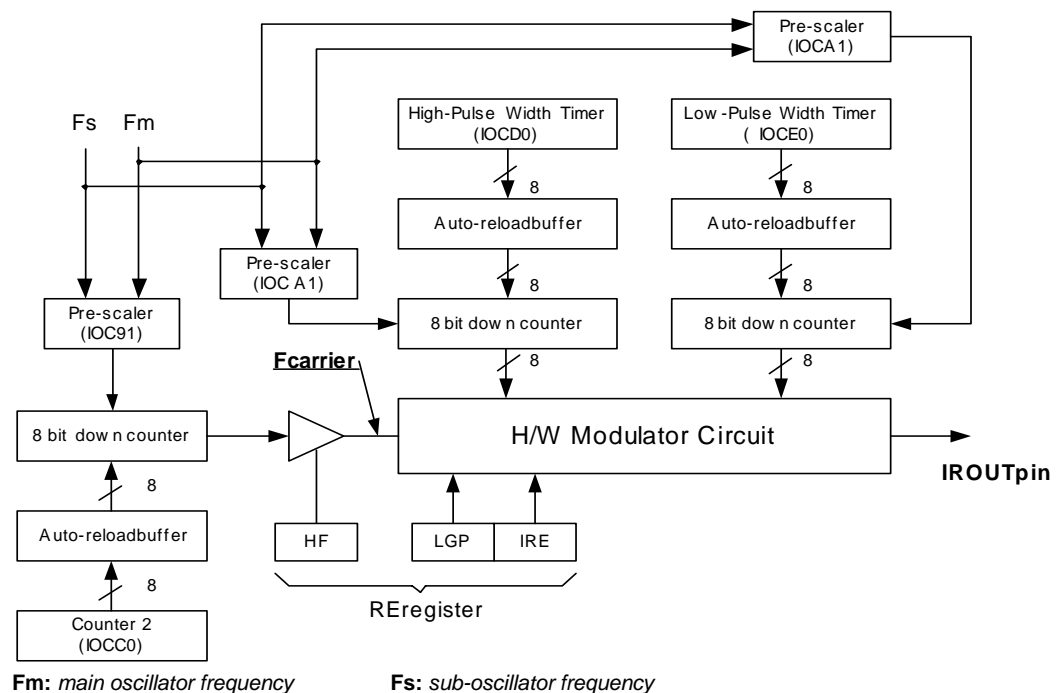 Pre-scaler
(IOCA1)
Fs Fm
High-Pulse Width Timer
(IOCD0)
Low-Pulse Width Timer
( IOCE0)
8
8
Auto-reloadbuffer
Auto-reloadbuffer
Pre-scaler
(IOC A1)
8
8
Pre-scaler
(IOC91)
8 bit down counter
8 bit down counter
Fcarrier
8
8
8 bit down counter
H/W Modulator Circuit
IROUTpin
8
Auto-reloadbuffer
HF
LGP
IRE
8
REregister
Counter 2
(IOCC0)
Fm: main oscillator frequency Fs: sub-oscillator frequency